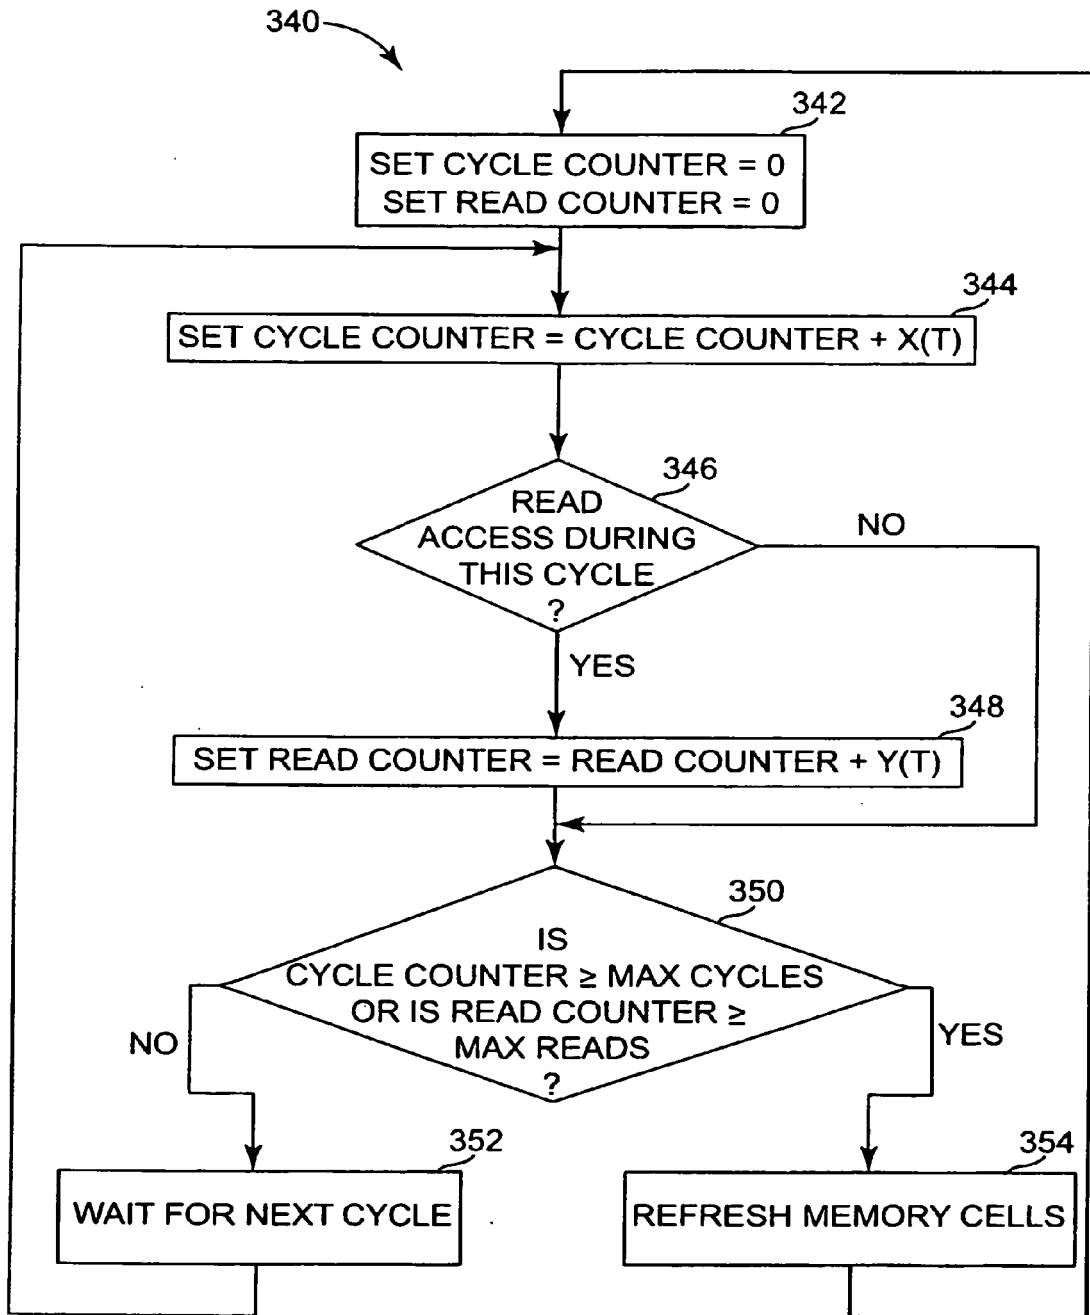 340
342
SET CYCLE COUNTER = 0
SET READ COUNTER = 0
344
SET CYCLE COUNTER = CYCLE COUNTER + X(T)
346
READ
ACCESS DURING
THIS CYCLE
?
NO
YES
348
SET READ COUNTER = READ COUNTER + Y(T)
350
IS
CYCLE COUNTER ≥ MAX CYCLES
OR IS READ COUNTER ≥
MAX READS
?
NO
YES
352
WAIT FOR NEXT CYCLE
354
REFRESH MEMORY CELLS